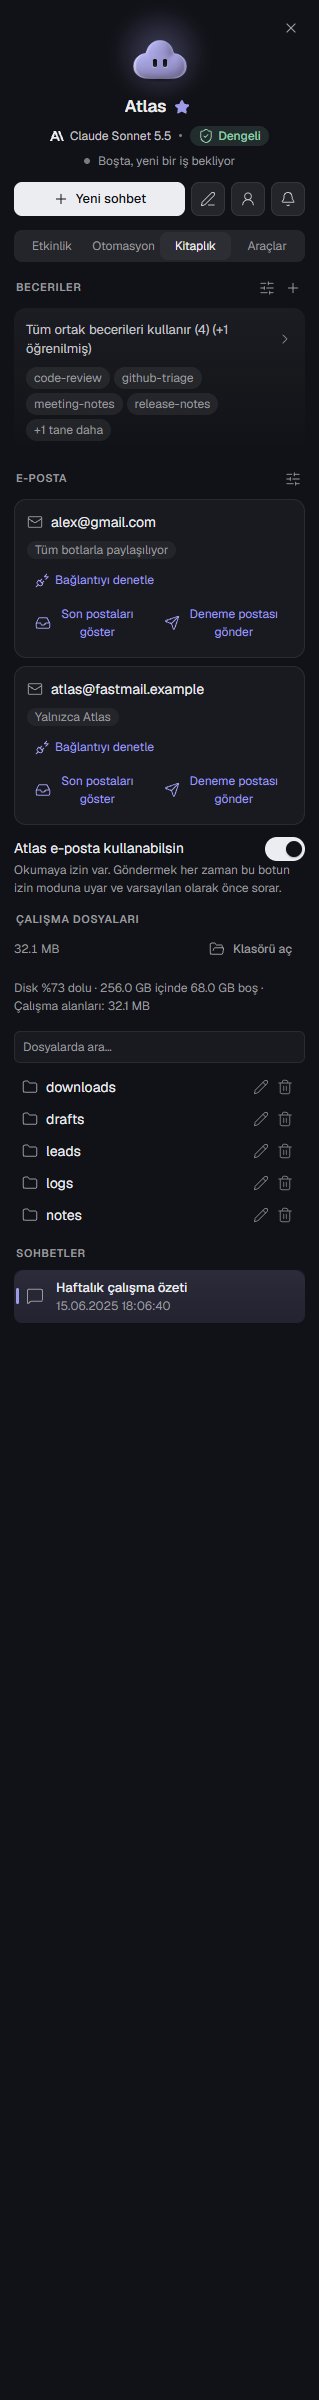 Atlas
Claude Sonnet 5.5 · Dengeli
Boşta, yeni bir iş bekliyor
Yeni sohbet
Etkinlik Otomasyon Kitaplık Araçlar
BECERİLER
Tüm ortak becerileri kullanır (4) (+1
öğrenilmiş)
code-review github-triage
meeting-notes release-notes
+1 tane daha
E-POSTA
alex@gmail.com
Tüm botlarla paylaşılıyor
Bağlantıyı denetle
Son postaları
göster
Deneme postası
gönder
atlas@fastmail.example
Yalnızca Atlas
Bağlantıyı denetle
Son postaları
göster
Deneme postası
gönder
Atlas e-posta kullanabilsin
Okumaya izin var. Göndermek her zaman bu botun
izin moduna uyar ve varsayılan olarak önce sorar.
ÇALIŞMA DOSYALARI
32.1 MB Klasörü aç
Disk %73 dolu · 256.0 GB içinde 68.0 GB boş ·
Çalışma alanları: 32.1 MB
Dosyalarda ara...
downloads
drafts
leads
logs
notes
SOHBETLER
Haftalık çalışma özeti
15.06.2025 18:06:40